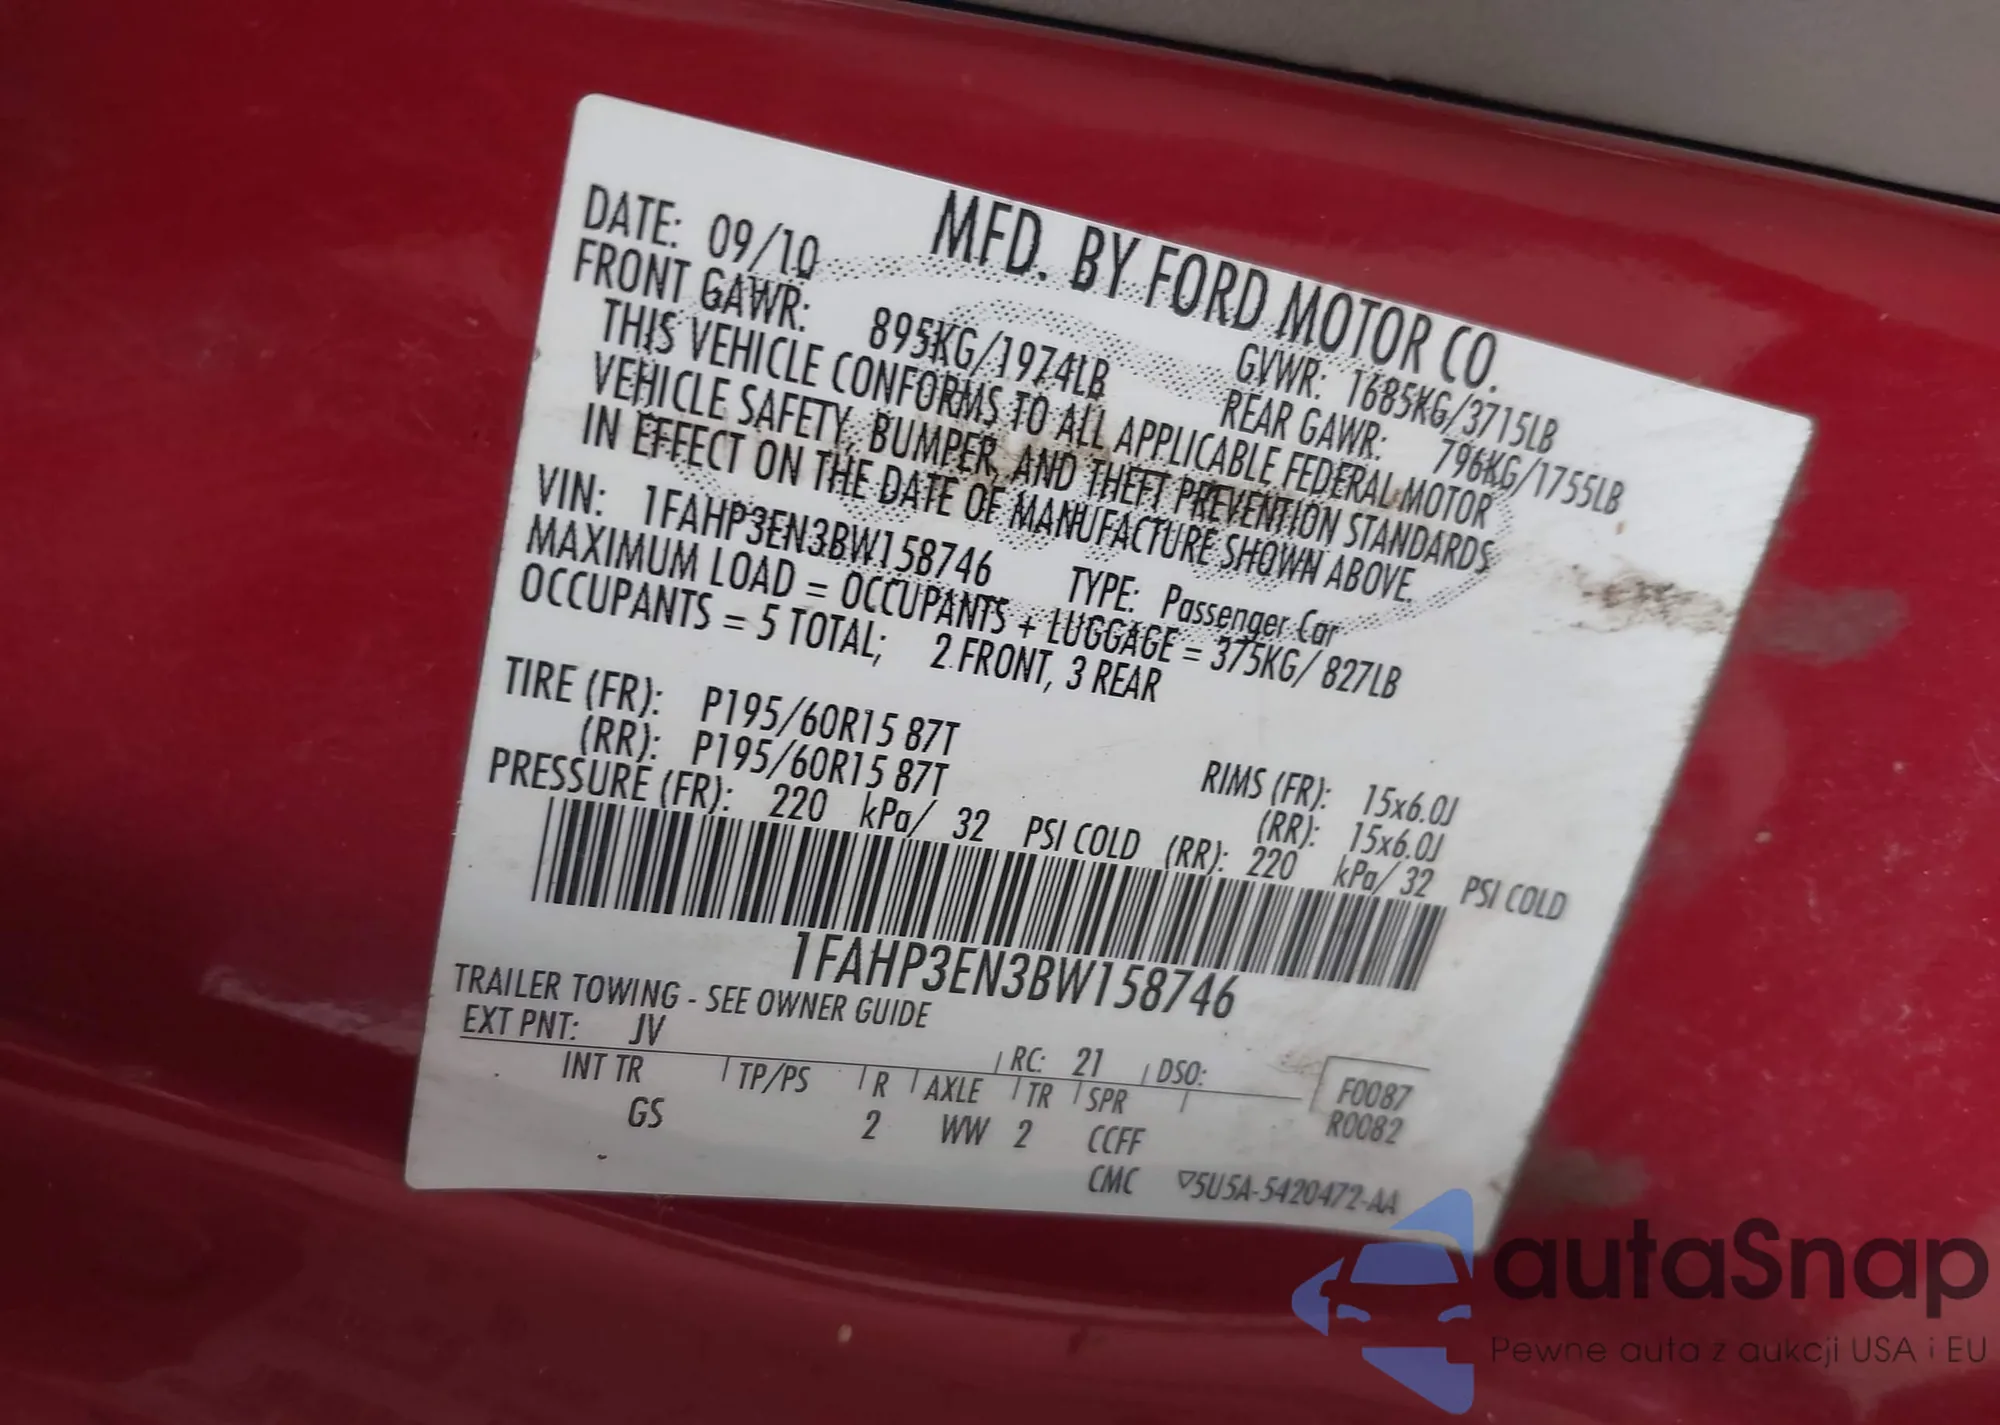 MFD. BY FORD MOTOR CO.
DATE: 09/10 GVWR: 1685KG/3715LB
FRONT GAWR: 895KG/1974LB REAR GAWR: 796KG/1755LB
THIS VEHICLE CONFORMS TO ALL APPLICABLE FEDERAL MOTOR
VEHICLE SAFETY, BUMPER, AND THEFT PREVENTION STANDARDS
IN EFFECT ON THE DATE OF MANUFACTURE SHOWN ABOVE.
VIN: 1FAHP3EN3BW158746 TYPE: Passenger Car
MAXIMUM LOAD = OCCUPANTS + LUGGAGE = 375KG/ 827LB
OCCUPANTS = 5 TOTAL; 2 FRONT, 3 REAR
TIRE (FR): P195/60R15 87T RIMS (FR): 15x6.0J
(RR): P195/60R15 87T (RR): 15x6.0J
PRESSURE (FR): 220 kPa/ 32 PSI COLD (RR): 220 kPa/ 32 PSI COLD
1FAHP3EN3BW158746
TRAILER TOWING - SEE OWNER GUIDE
EXT PNT: JV RC: 21 DSO: F0087
INT TR TP/PS R AXLE TR SPR R0082
GS 2 WW 2 CCFF
CMC ▽5U5A-5420472-AA
autaSnap
Pewne auta z aukcji USA i EU